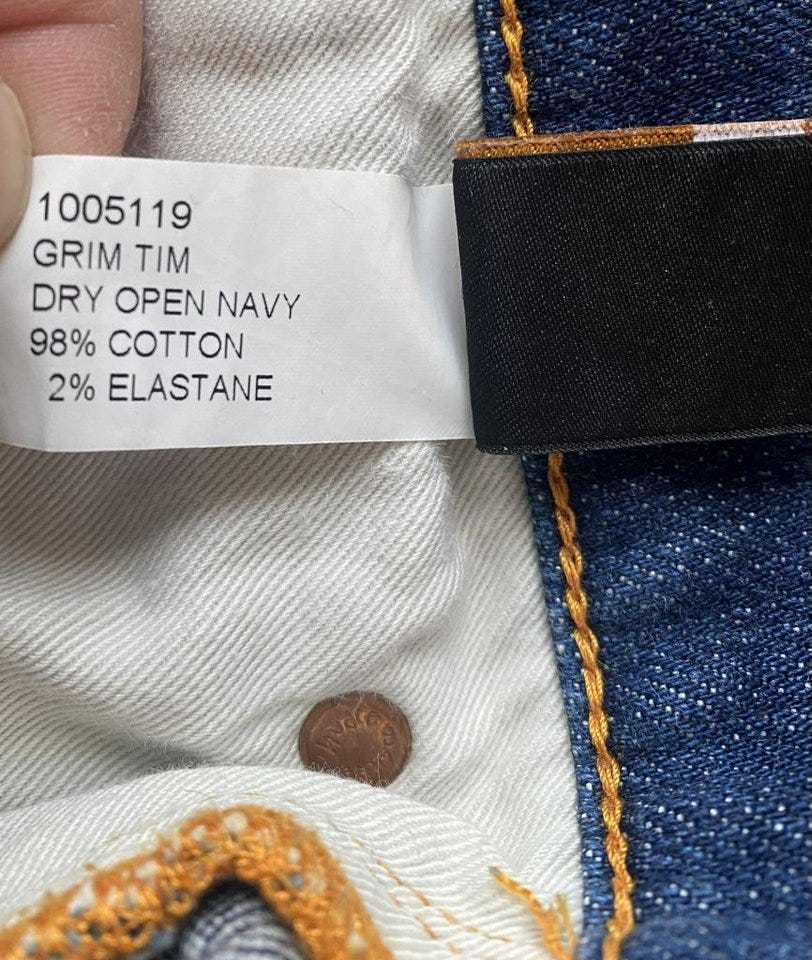 1005119
GRIM TIM
DRY OPEN NAVY
98% COTTON
2% ELASTANE